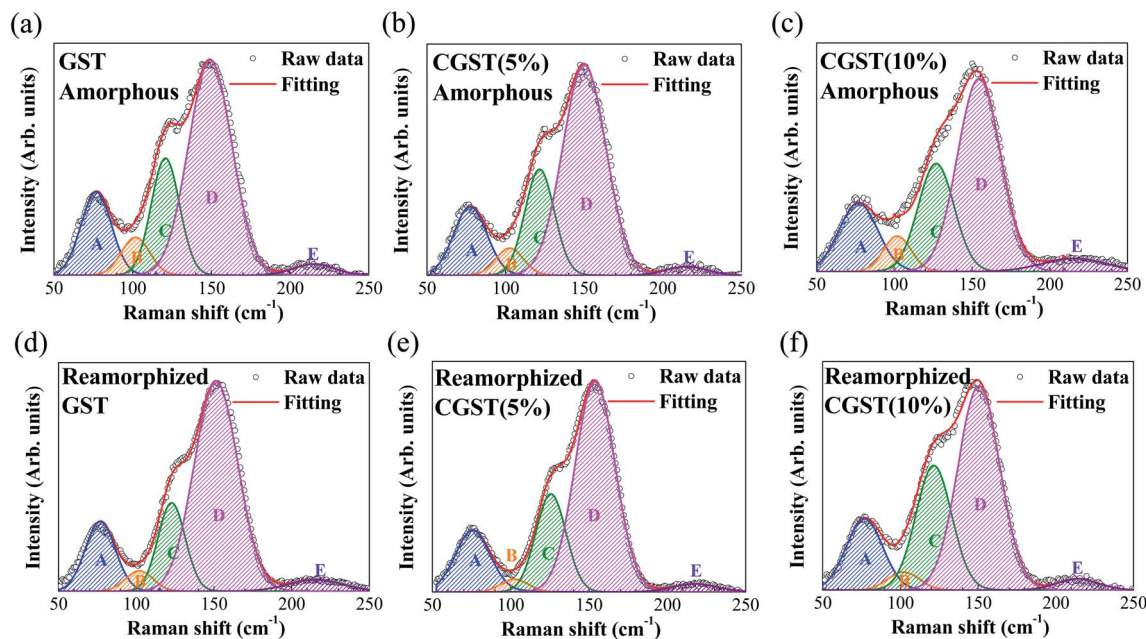 (a)
GST
Amorphous
Raw data
Fitting
A
B
C
D
E
Intensity (Arb. units)
50 100 150 200 250
Raman shift (cm-1)
(b)
CGST(5%)
Amorphous
Raw data
Fitting
A
B
C
D
E
Intensity (Arb. units)
50 100 150 200 250
Raman shift (cm-1)
(c)
CGST(10%)
Amorphous
Raw data
Fitting
A
B
C
D
E
Intensity (Arb. units)
50 100 150 200 250
Raman shift (cm-1)
(d)
Reamorphized
GST
Raw data
Fitting
A
B
C
D
E
Intensity (Arb. units)
50 100 150 200 250
Raman shift (cm-1)
(e)
Reamorphized
CGST(5%)
Raw data
Fitting
A
B
C
D
E
Intensity (Arb. units)
50 100 150 200 250
Raman shift (cm-1)
(f)
Reamorphized
CGST(10%)
Raw data
Fitting
A
B
C
D
E
Intensity (Arb. units)
50 100 150 200 250
Raman shift (cm-1)